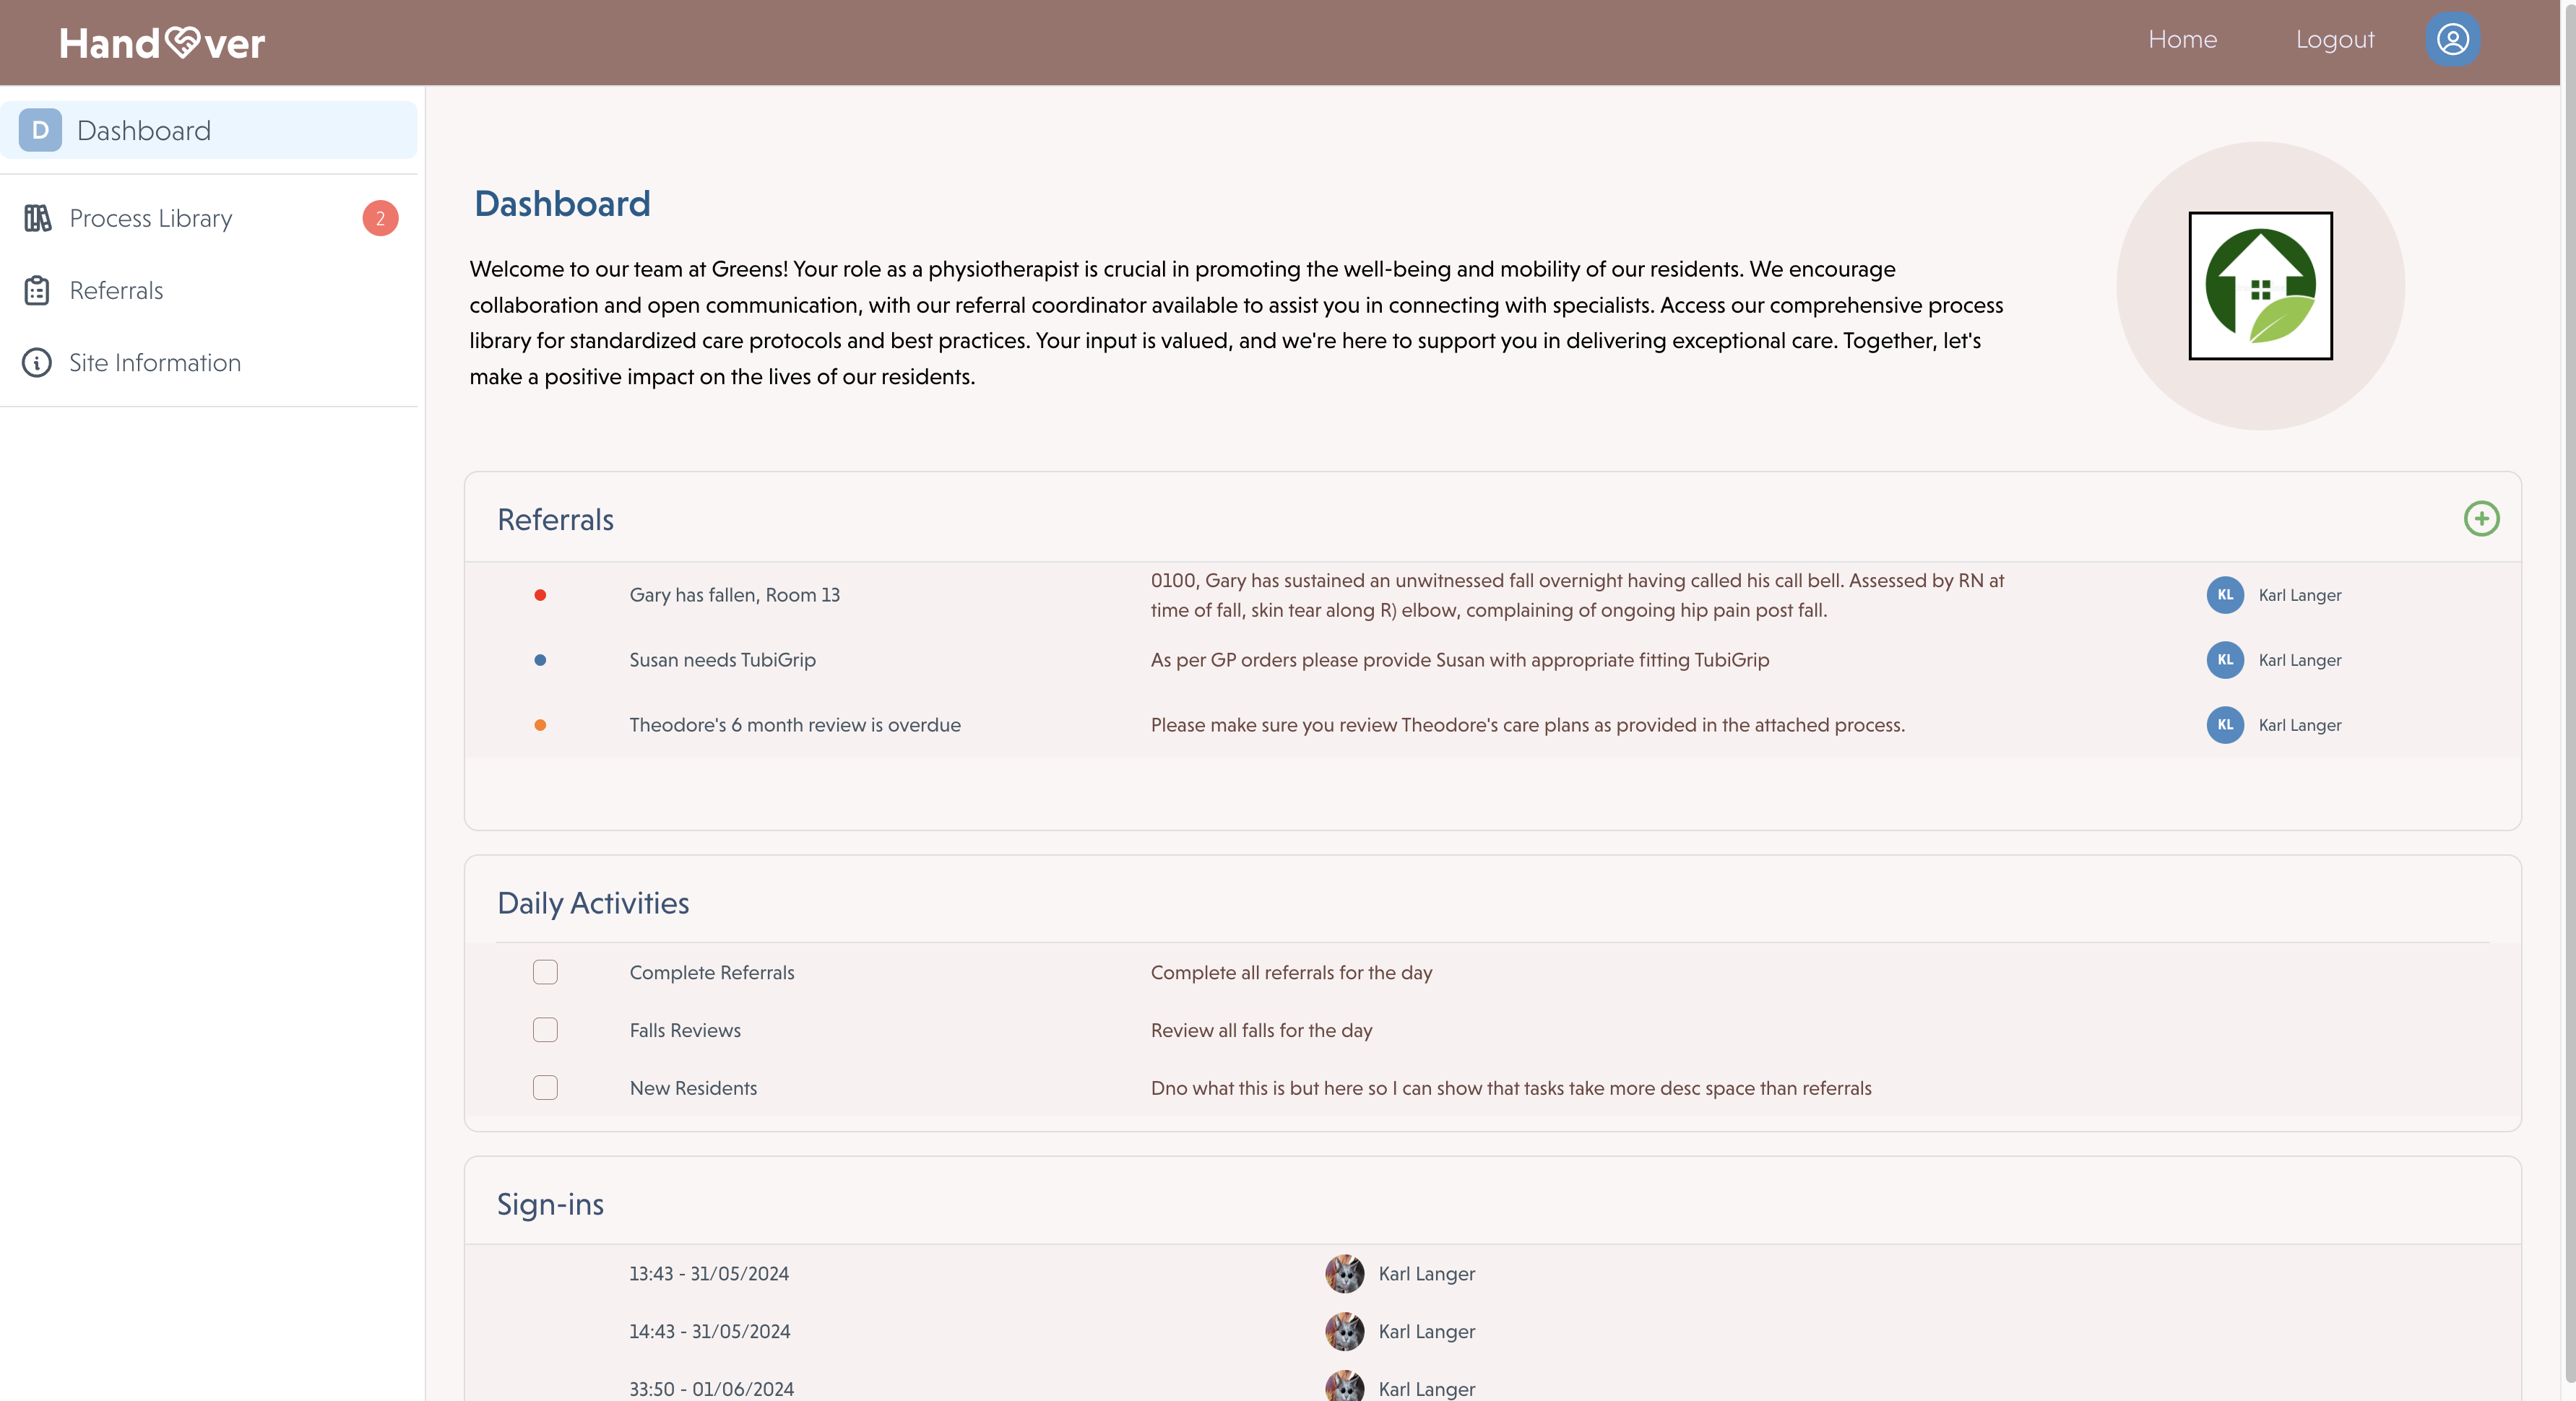 Hand ver
Home
Logout
D Dashboard
Process Library 2
Referrals
Site Information
Dashboard
Welcome to our team at Greens! Your role as a physiotherapist is crucial in promoting the well-being and mobility of our residents. We encourage
collaboration and open communication, with our referral coordinator available to assist you in connecting with specialists. Access our comprehensive process
library for standardized care protocols and best practices. Your input is valued, and we're here to support you in delivering exceptional care. Together, let's
make a positive impact on the lives of our residents.
Referrals
Gary has fallen, Room 13
0100, Gary has sustained an unwitnessed fall overnight having called his call bell. Assessed by RN at
time of fall, skin tear along R) elbow, complaining of ongoing hip pain post fall.
KL Karl Langer
Susan needs TubiGrip
As per GP orders please provide Susan with appropriate fitting TubiGrip
KL Karl Langer
Theodore's 6 month review is overdue
Please make sure you review Theodore's care plans as provided in the attached process.
KL Karl Langer
Daily Activities
Complete Referrals
Complete all referrals for the day
Falls Reviews
Review all falls for the day
New Residents
Dno what this is but here so I can show that tasks take more desc space than referrals
Sign-ins
13:43 - 31/05/2024
Karl Langer
14:43 - 31/05/2024
Karl Langer
33:50 - 01/06/2024
Karl Langer